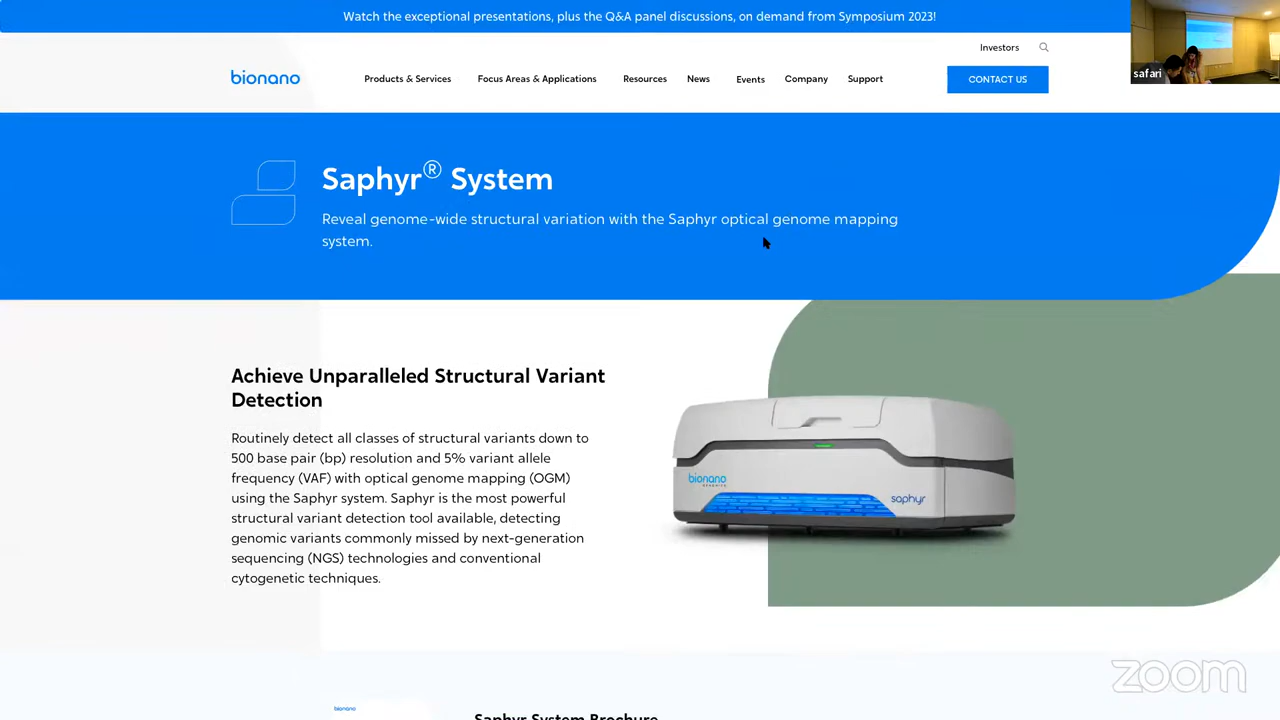 Watch the exceptional presentations, plus the Q&A panel discussions, on demand from Symposium 2023!
Investors
safari
bionano
Products & Services
Focus Areas & Applications
Resources
News
Events
Company
Support
CONTACT US
Saphyr® System
Reveal genome-wide structural variation with the Saphyr optical genome mapping
system.
Achieve Unparalleled Structural Variant
Detection
Routinely detect all classes of structural variants down to
500 base pair (bp) resolution and 5% variant allele
frequency (VAF) with optical genome mapping (OGM)
using the Saphyr system. Saphyr is the most powerful
structural variant detection tool available, detecting
genomic variants commonly missed by next-generation
sequencing (NGS) technologies and conventional
cytogenetic techniques.
bionano
GENOMICS
saphyr
zoom
bionano
Saphyr System Brochure